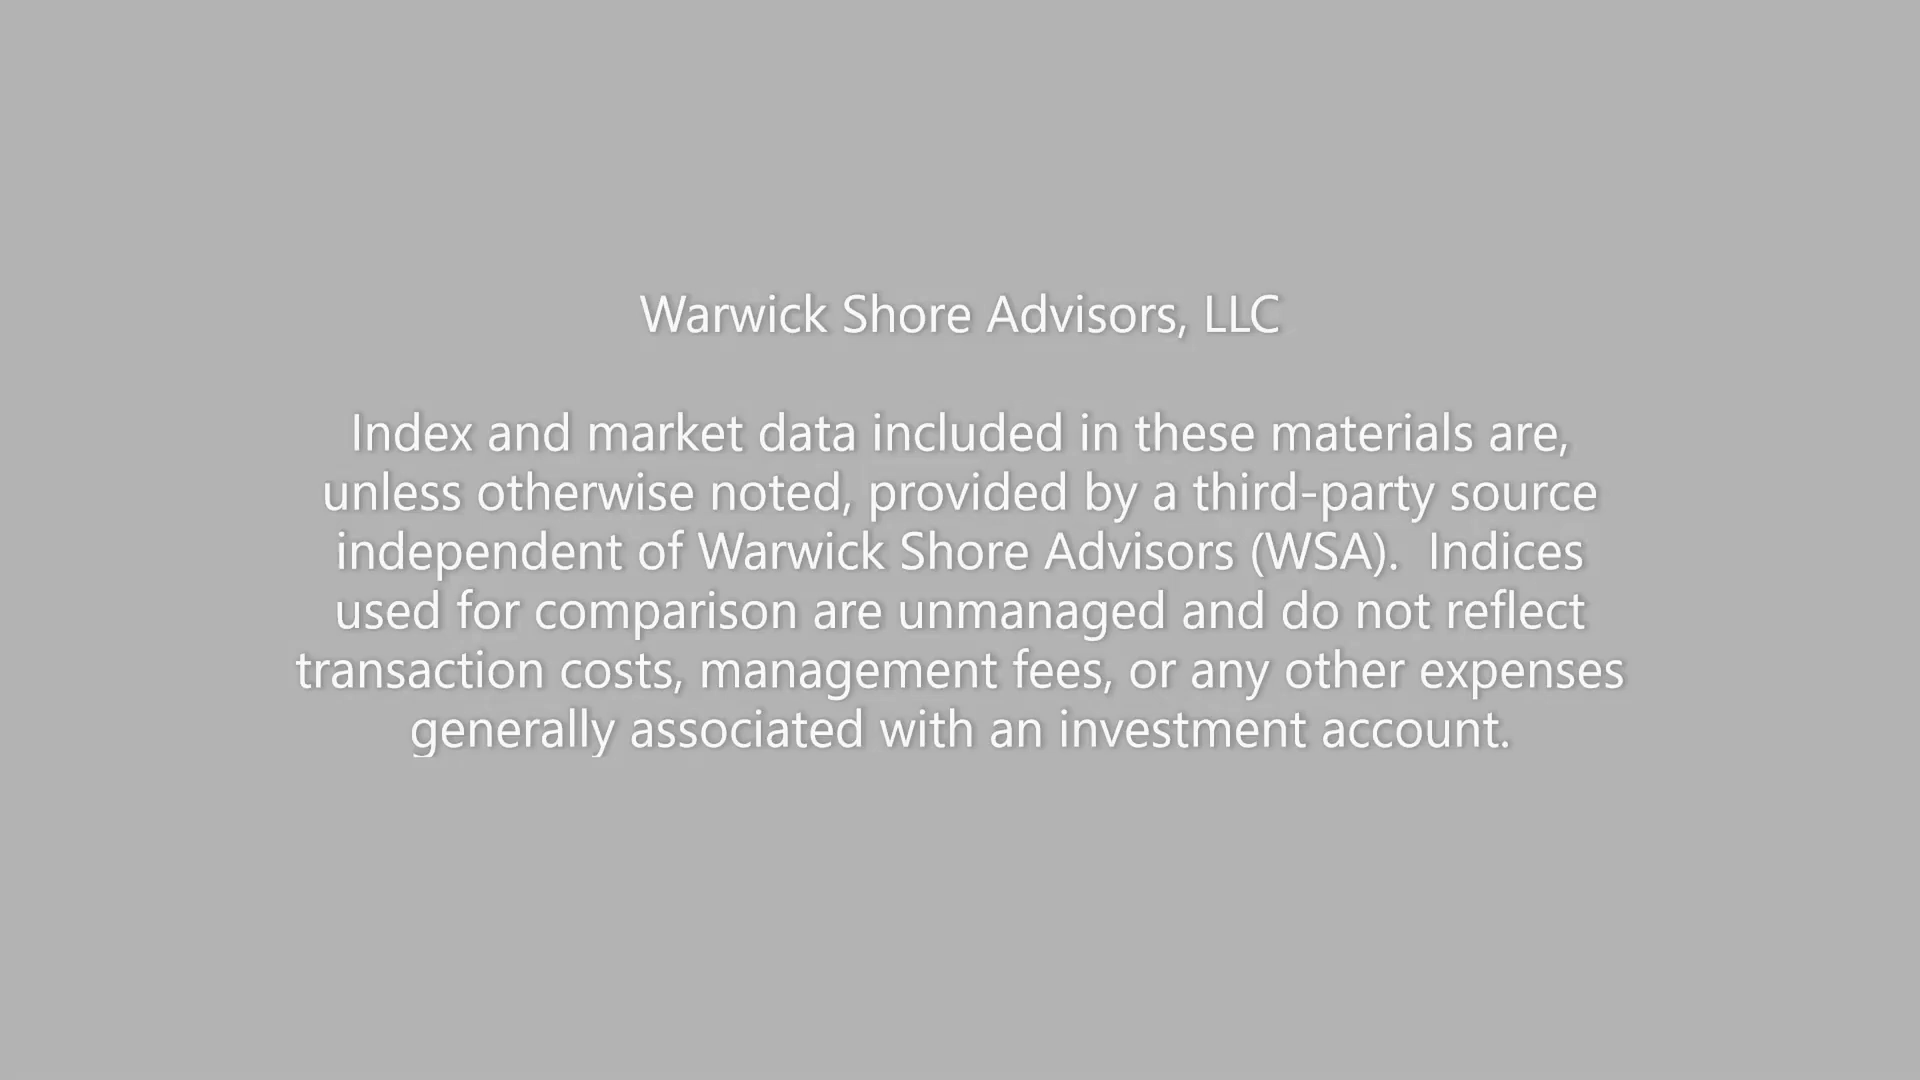 Warwick Shore Advisors, LLC
Index and market data included in these materials are,
unless otherwise noted, provided by a third-party source
independent of Warwick Shore Advisors (WSA).  Indices
used for comparison are unmanaged and do not reflect
transaction costs, management fees, or any other expenses
generally associated with an investment account.